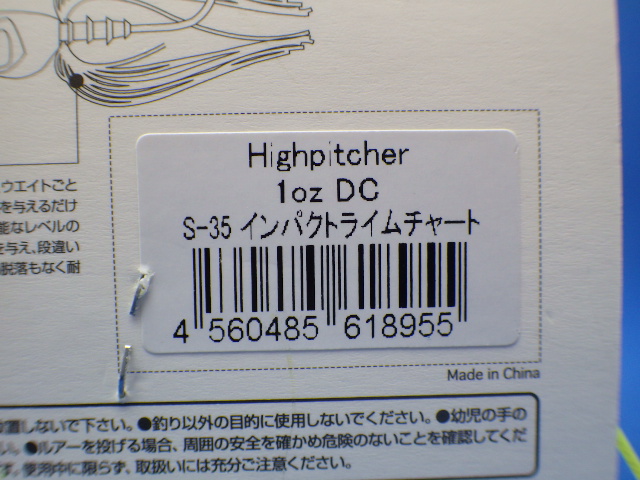 ウエイトごと
を与えるだけ
能なレベルの
を与え、段違い
脱落もなく耐
Highpitcher
1oz DC
S-35 インパクトライムチャート
4 560485 618955
Made in China
置しないで下さい。●釣り以外の目的に使用しないでください。●幼児の手の
い。●ルアーを投げる場合、周囲の安全を確かめ危険のないことを確認してくだ
す。使用中に限らず、取扱いには充分ご注意ください。